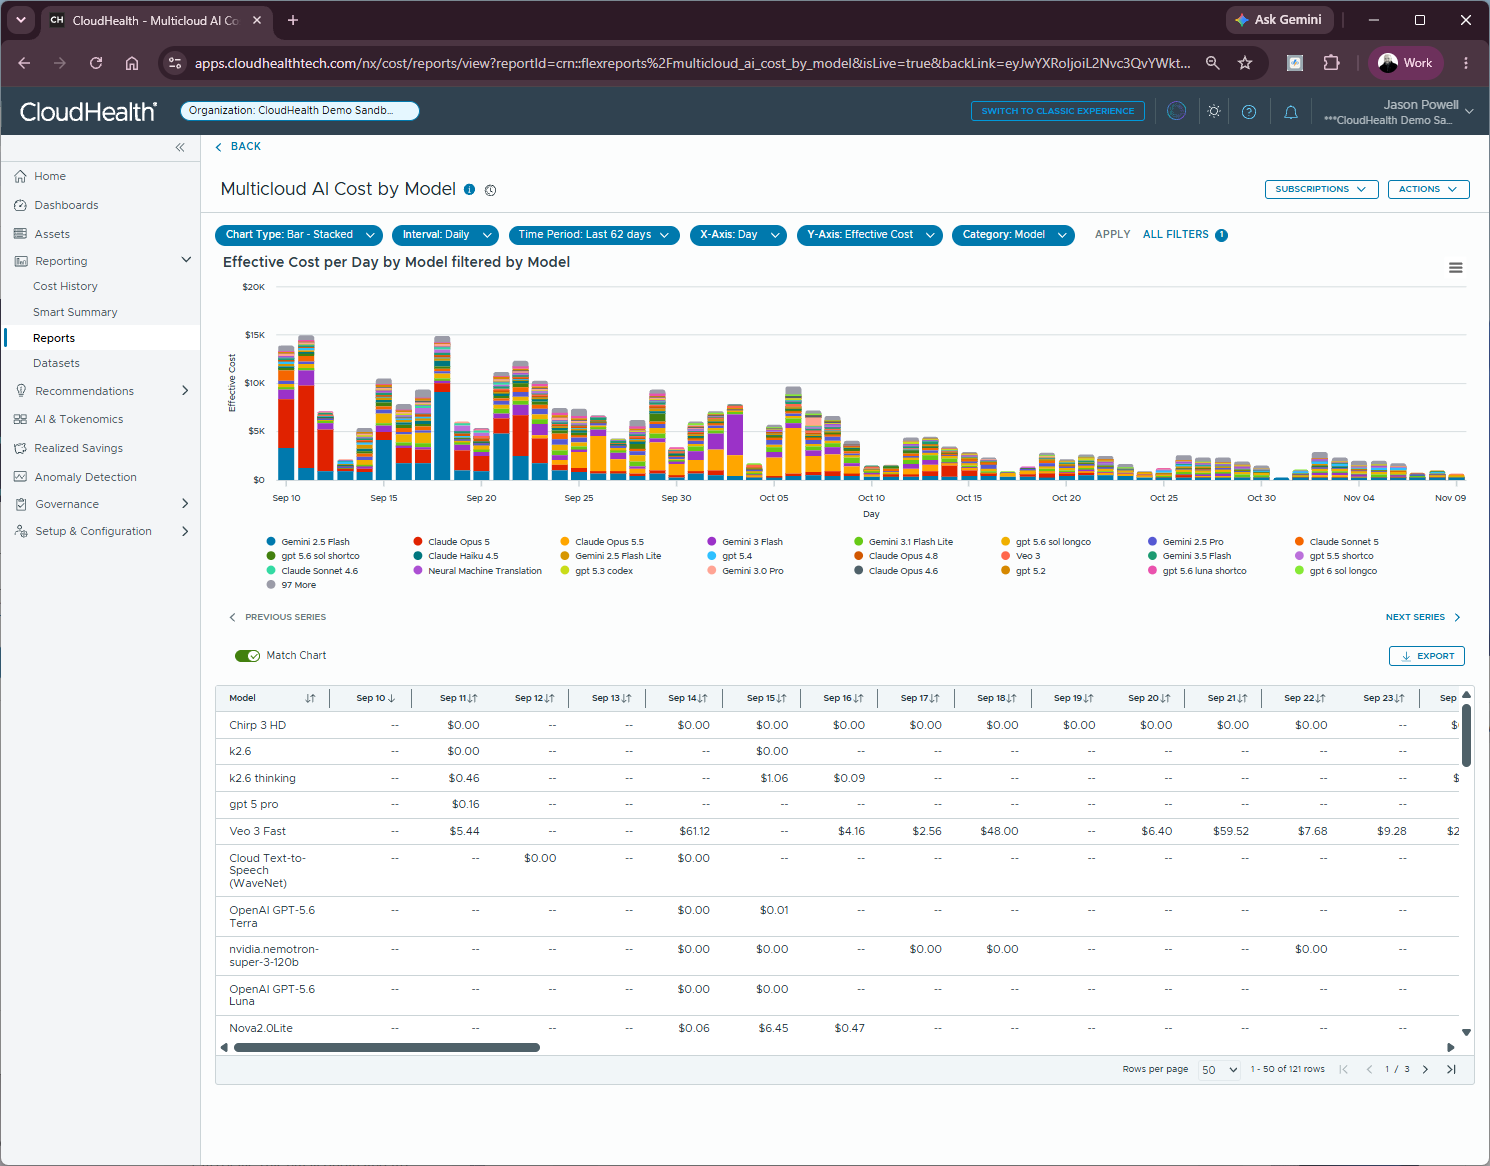 CH CloudHealth - Multicloud AI Co
Ask Gemini
apps.cloudhealthtech.com/nx/cost/reports/view?reportId=crn::flexreports%2Fmulticloud_ai_cost_by_model&isLive=true&backLink=eyJwYXRoIjoiL2Nvc3QvYWkt...
Work
CloudHealth
Organization: CloudHealth Demo Sandb...
SWITCH TO CLASSIC EXPERIENCE
Jason Powell
***CloudHealth Demo Sa...
Home
Dashboards
Assets
Reporting
Cost History
Smart Summary
Reports
Datasets
Recommendations
AI & Tokenomics
Realized Savings
Anomaly Detection
Governance
Setup & Configuration
BACK
Multicloud AI Cost by Model
SUBSCRIPTIONS
ACTIONS
Chart Type: Bar - Stacked
Interval: Daily
Time Period: Last 62 days
X-Axis: Day
Y-Axis: Effective Cost
Category: Model
APPLY
ALL FILTERS 1
Effective Cost per Day by Model filtered by Model
$20K
$15K
$10K
$5K
$0
Effective Cost
Sep 10 Sep 15 Sep 20 Sep 25 Sep 30 Oct 05 Oct 10 Oct 15 Oct 20 Oct 25 Oct 30 Nov 04 Nov 09
Day
Gemini 2.5 Flash Claude Opus 5 Claude Opus 5.5 Gemini 3 Flash Gemini 3.1 Flash Lite gpt 5.6 sol longco Gemini 2.5 Pro Claude Sonnet 5
gpt 5.6 sol shortco Claude Haiku 4.5 Gemini 2.5 Flash Lite gpt 5.4 Claude Opus 4.8 Veo 3 Gemini 3.5 Flash gpt 5.5 shortco
Claude Sonnet 4.6 Neural Machine Translation gpt 5.3 codex Gemini 3.0 Pro Claude Opus 4.6 gpt 5.2 gpt 5.6 luna shortco gpt 6 sol longco
97 More
PREVIOUS SERIES
NEXT SERIES
Match Chart
EXPORT
Model Sep 10 Sep 11 Sep 12 Sep 13 Sep 14 Sep 15 Sep 16 Sep 17 Sep 18 Sep 19 Sep 20 Sep 21 Sep 22 Sep 23 Sep
Chirp 3 HD -- $0.00 -- -- $0.00 $0.00 $0.00 $0.00 $0.00 $0.00 $0.00 $0.00 $0.00 --
k2.6 -- $0.00 -- -- -- $0.00 -- -- -- -- -- -- -- --
k2.6 thinking -- $0.46 -- -- -- $1.06 $0.09 -- -- -- -- -- -- -- $
gpt 5 pro -- $0.16 -- -- -- -- -- -- -- -- -- -- -- --
Veo 3 Fast -- $5.44 -- -- $61.12 -- $4.16 $2.56 $48.00 -- $6.40 $59.52 $7.68 $9.28 $2
Cloud Text-to-
Speech
(WaveNet) -- -- $0.00 -- $0.00 -- -- -- -- -- -- -- -- --
OpenAI GPT-5.6
Terra -- -- -- -- $0.00 $0.01 -- -- -- -- -- -- -- --
nvidia.nemotron-
super-3-120b -- -- -- -- $0.00 $0.00 -- $0.00 $0.00 -- -- -- $0.00 --
OpenAI GPT-5.6
Luna -- -- -- -- $0.00 $0.00 -- -- -- -- -- -- -- --
Nova2.0Lite -- -- -- -- $0.06 $6.45 $0.47 -- -- -- -- -- -- --
Rows per page 50 1 - 50 of 121 rows 1 / 3